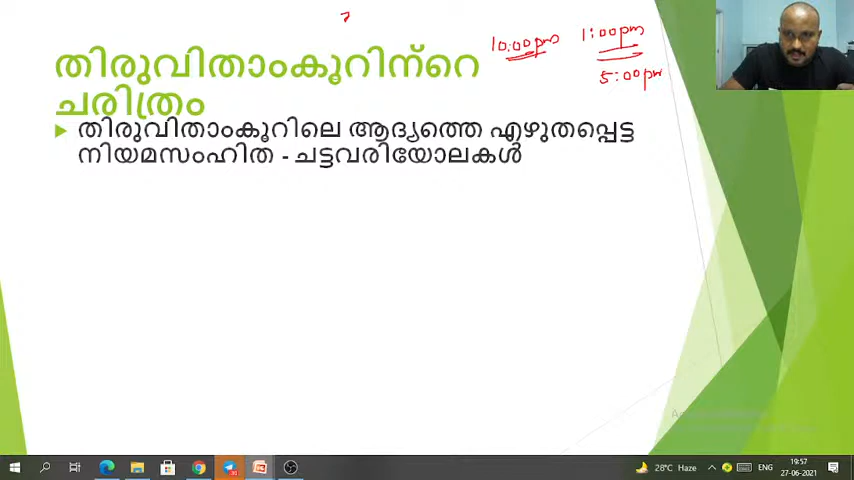 10:00pm 1:00pm
5:00pm
തിരുവിതാംകൂറിന്റെ
ചരിത്രം
തിരുവിതാംകൂറിലെ ആദ്യത്തെ എഴുതപ്പെട്ട
നിയമസംഹിത - ചട്ടവരിയോലകൾ
28°C Haze
ENG
19:57
27-06-2021